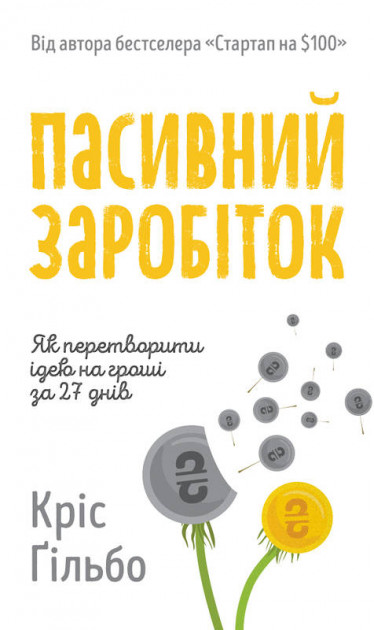 Від автора бестселера «Стартап на $100»
ПАСИВНИЙ
ЗАРОБІТОК
Як перетворити
ідею на гроші
за 27 днів
Кріс
Ґільбо